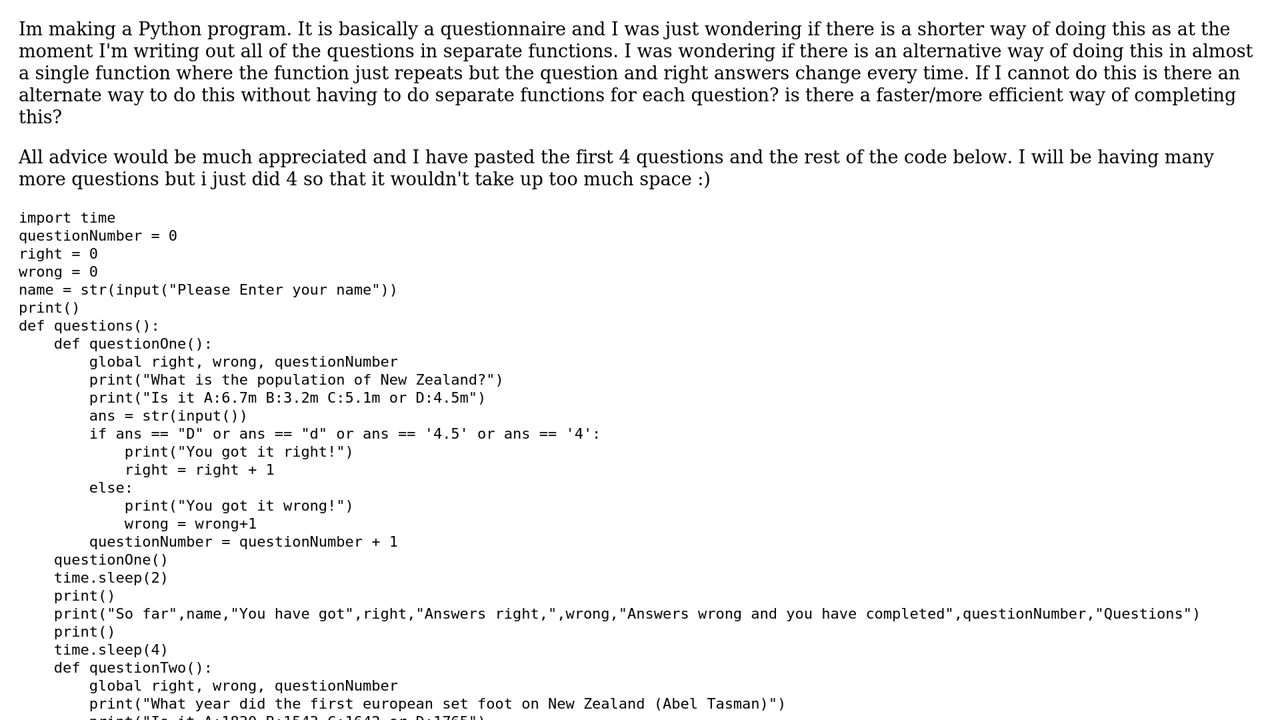 Im making a Python program. It is basically a questionnaire and I was just wondering if there is a shorter way of doing this as at the
moment I'm writing out all of the questions in separate functions. I was wondering if there is an alternative way of doing this in almost
a single function where the function just repeats but the question and right answers change every time. If I cannot do this is there an
alternate way to do this without having to do separate functions for each question? is there a faster/more efficient way of completing
this?
All advice would be much appreciated and I have pasted the first 4 questions and the rest of the code below. I will be having many
more questions but i just did 4 so that it wouldn't take up too much space :)
import time
questionNumber = 0
right = 0
wrong = 0
name = str(input("Please Enter your name"))
print()
def questions():
    def questionOne():
        global right, wrong, questionNumber
        print("What is the population of New Zealand?")
        print("Is it A:6.7m B:3.2m C:5.1m or D:4.5m")
        ans = str(input())
        if ans == "D" or ans == "d" or ans == '4.5' or ans == '4':
            print("You got it right!")
            right = right + 1
        else:
            print("You got it wrong!")
            wrong = wrong+1
        questionNumber = questionNumber + 1
    questionOne()
    time.sleep(2)
    print()
    print("So far",name,"You have got",right,"Answers right,",wrong,"Answers wrong and you have completed",questionNumber,"Questions")
    print()
    time.sleep(4)
    def questionTwo():
        global right, wrong, questionNumber
        print("What year did the first european set foot on New Zealand (Abel Tasman)")
        print("Is it A:1830 B:1543 C:1642 or D:1765")